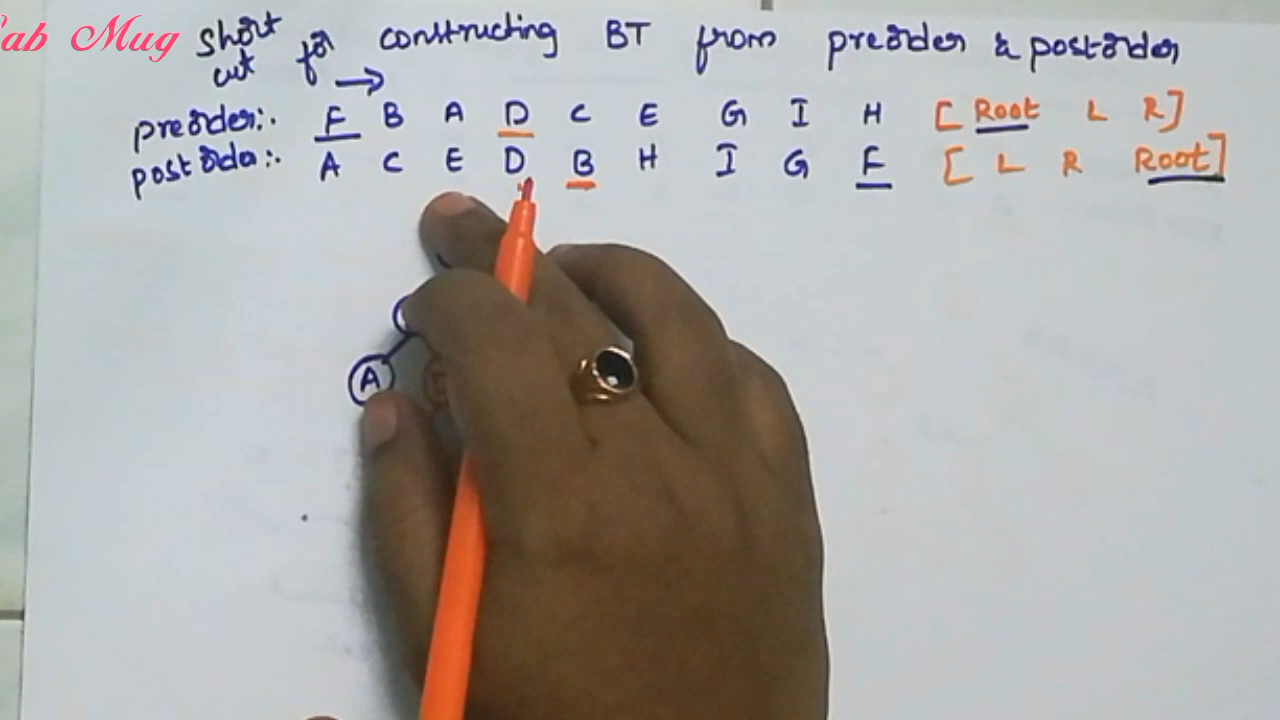 ab Mug
short cut for constructing BT from preorder & postorder
preorder:. F B A D C E G I H [Root L R]
postorder:. A C E D B H I G F [L R Root]
A